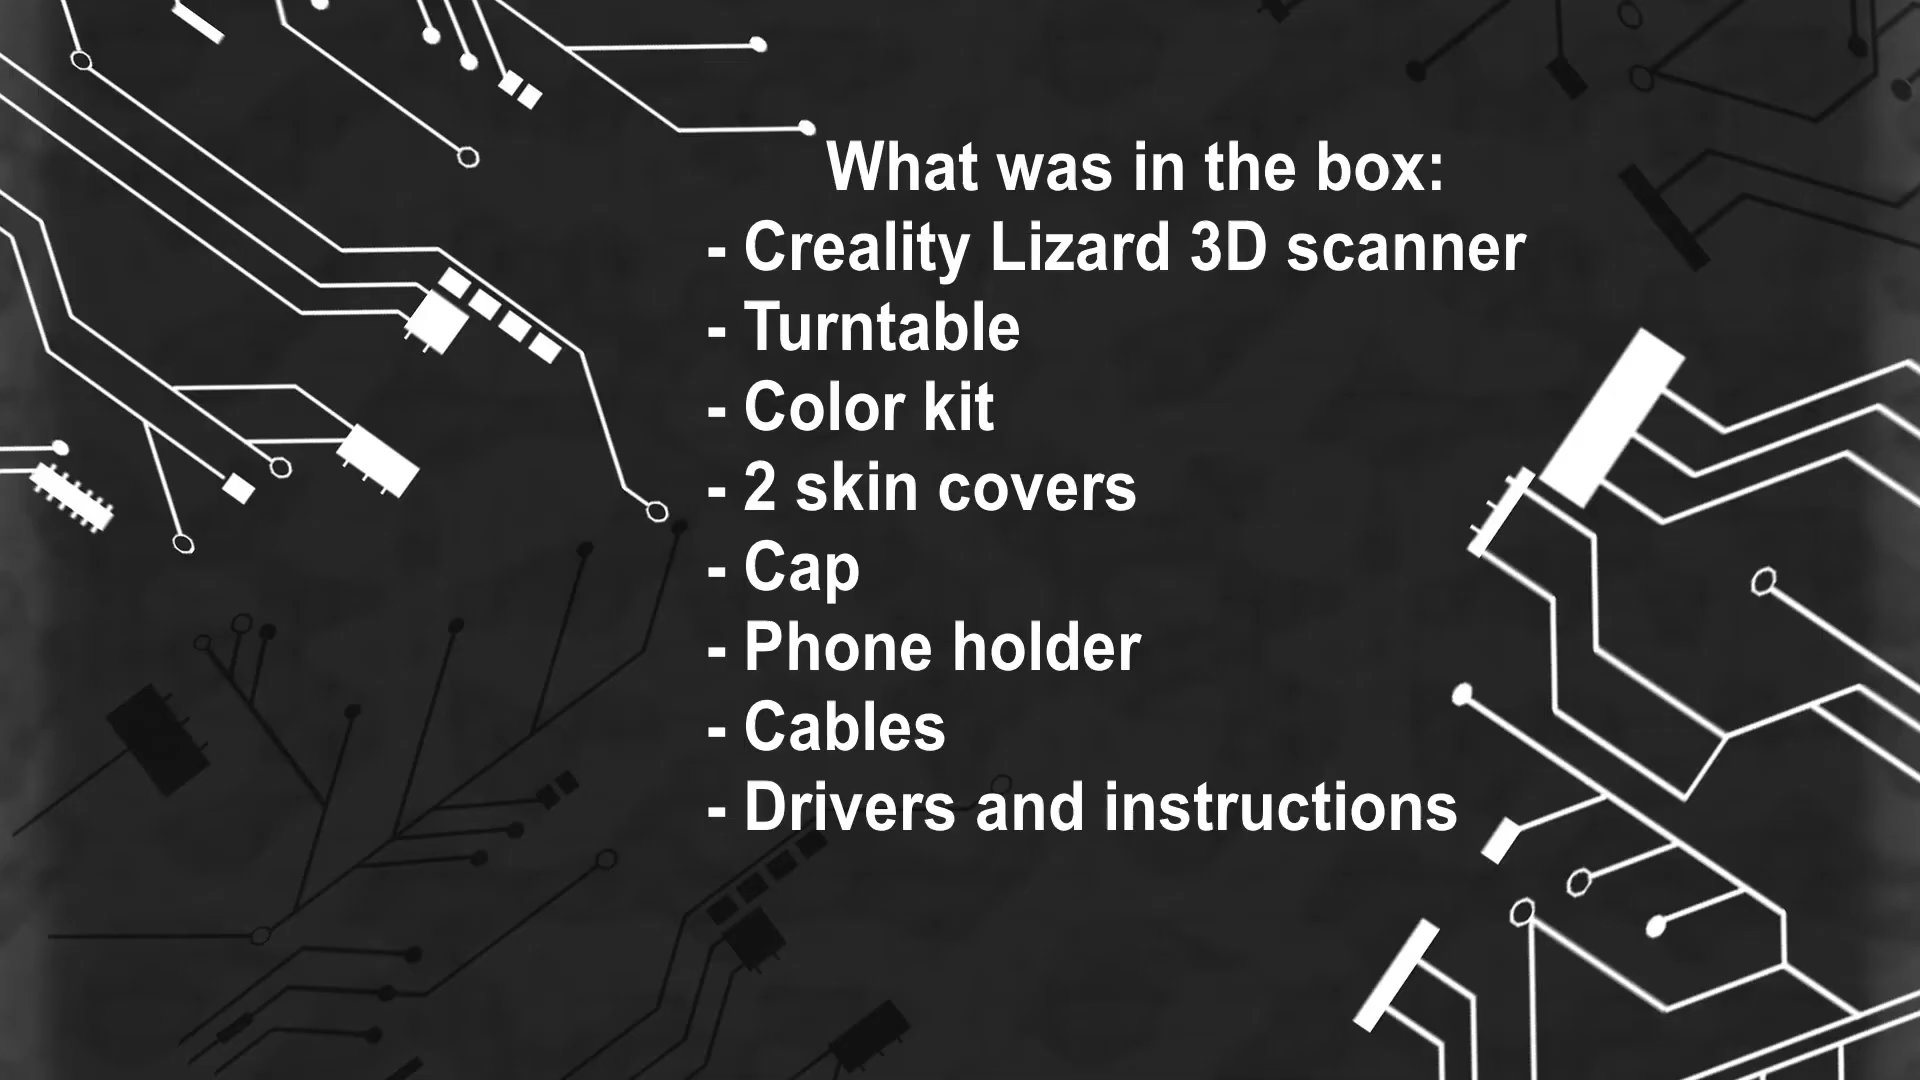 What was in the box:
- Creality Lizard 3D scanner
- Turntable
- Color kit
- 2 skin covers
- Cap
- Phone holder
- Cables
- Drivers and instructions